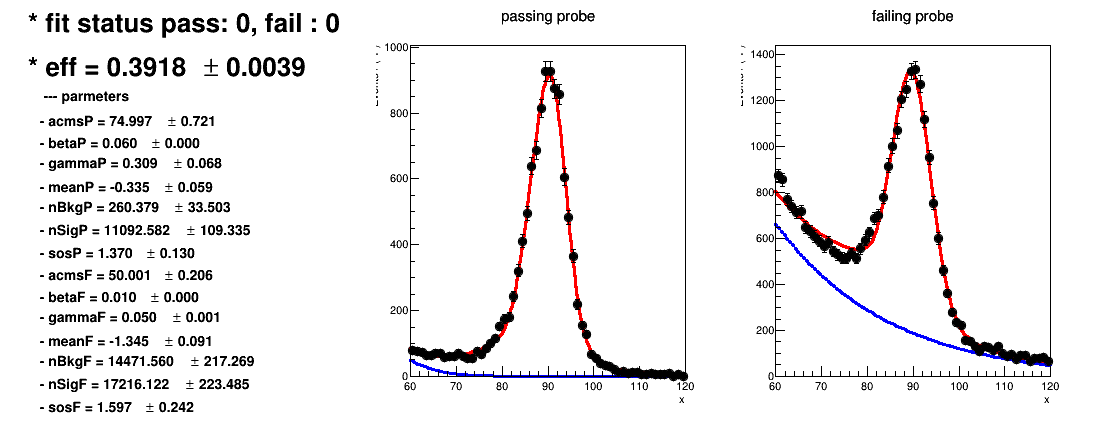 * fit status pass: 0, fail : 0
* eff = 0.3918 ± 0.0039
--- parmeters
- acmsP = 74.997 ± 0.721
- betaP = 0.060 ± 0.000
- gammaP = 0.309 ± 0.068
- meanP = -0.335 ± 0.059
- nBkgP = 260.379 ± 33.503
- nSigP = 11092.582 ± 109.335
- sosP = 1.370 ± 0.130
- acmsF = 50.001 ± 0.206
- betaF = 0.010 ± 0.000
- gammaF = 0.050 ± 0.001
- meanF = -1.345 ± 0.091
- nBkgF = 14471.560 ± 217.269
- nSigF = 17216.122 ± 223.485
- sosF = 1.597 ± 0.242
passing probe
1000
800
600
400
200
0
60 70 80 90 100 110 120
x
failing probe
1400
1200
1000
800
600
400
200
0
60 70 80 90 100 110 120
x